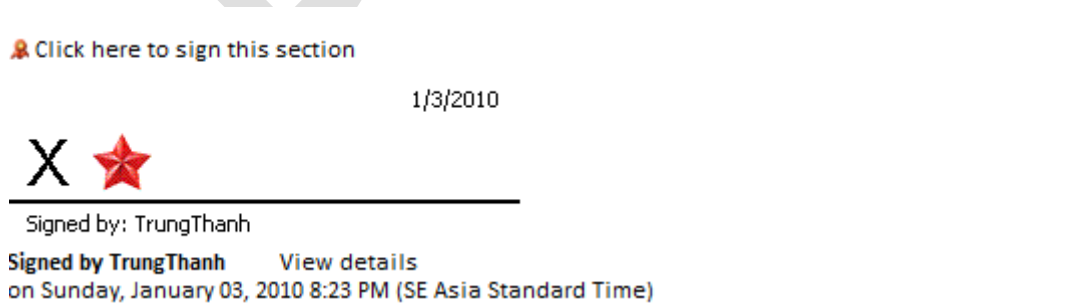 Click here to sign this section
1/3/2010
X
Signed by: TrungThanh
Signed by TrungThanh View details
on Sunday, January 03, 2010 8:23 PM (SE Asia Standard Time)